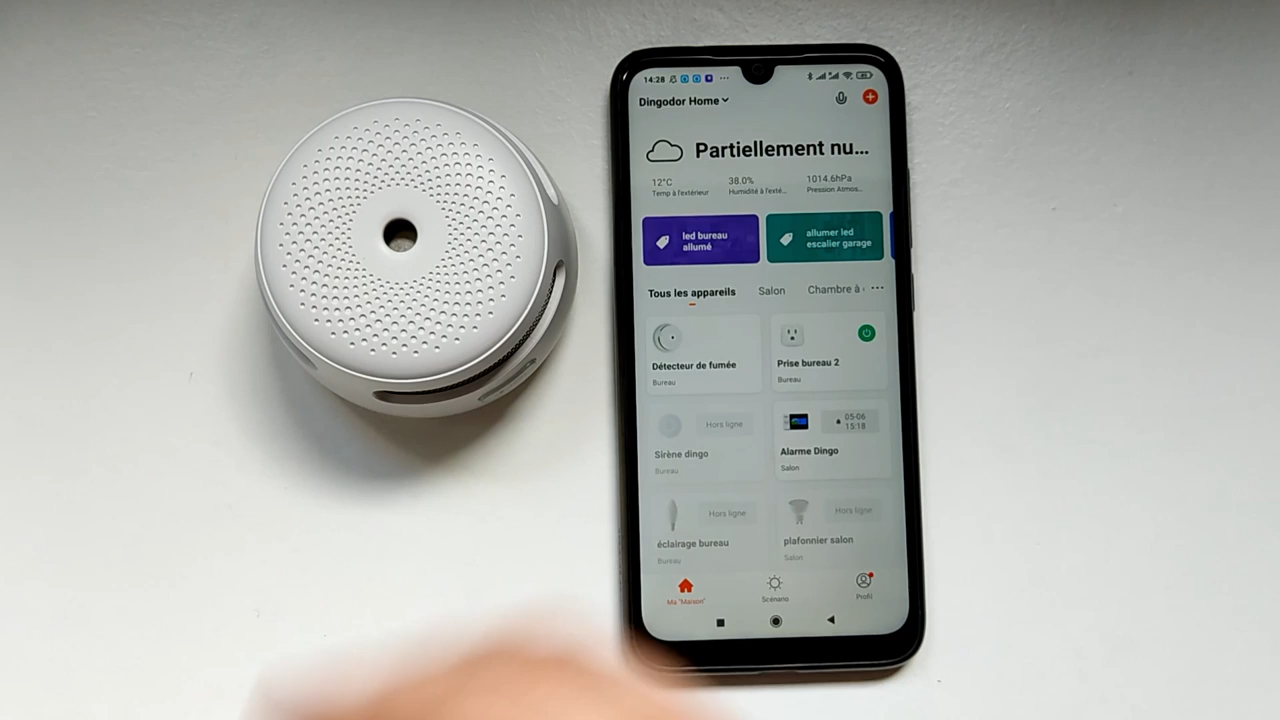 14:28
Dingodor Home
Partiellement nu...
12°C
38.0%
1014.6hPa
Temp à l'extérieur
Humidité à l'exté...
Pression Atmos...
led bureau
allumé
allumer led
escalier garage
Tous les appareils
Salon
Chambre à
Détecteur de fumée
Bureau
Prise bureau 2
Bureau
Hors ligne
Sirène dingo
Bureau
05-06
15:18
Alarme Dingo
Salon
Hors ligne
éclairage bureau
Bureau
Hors ligne
plafonnier salon
Salon
Ma "Maison"
Scénario
Profil